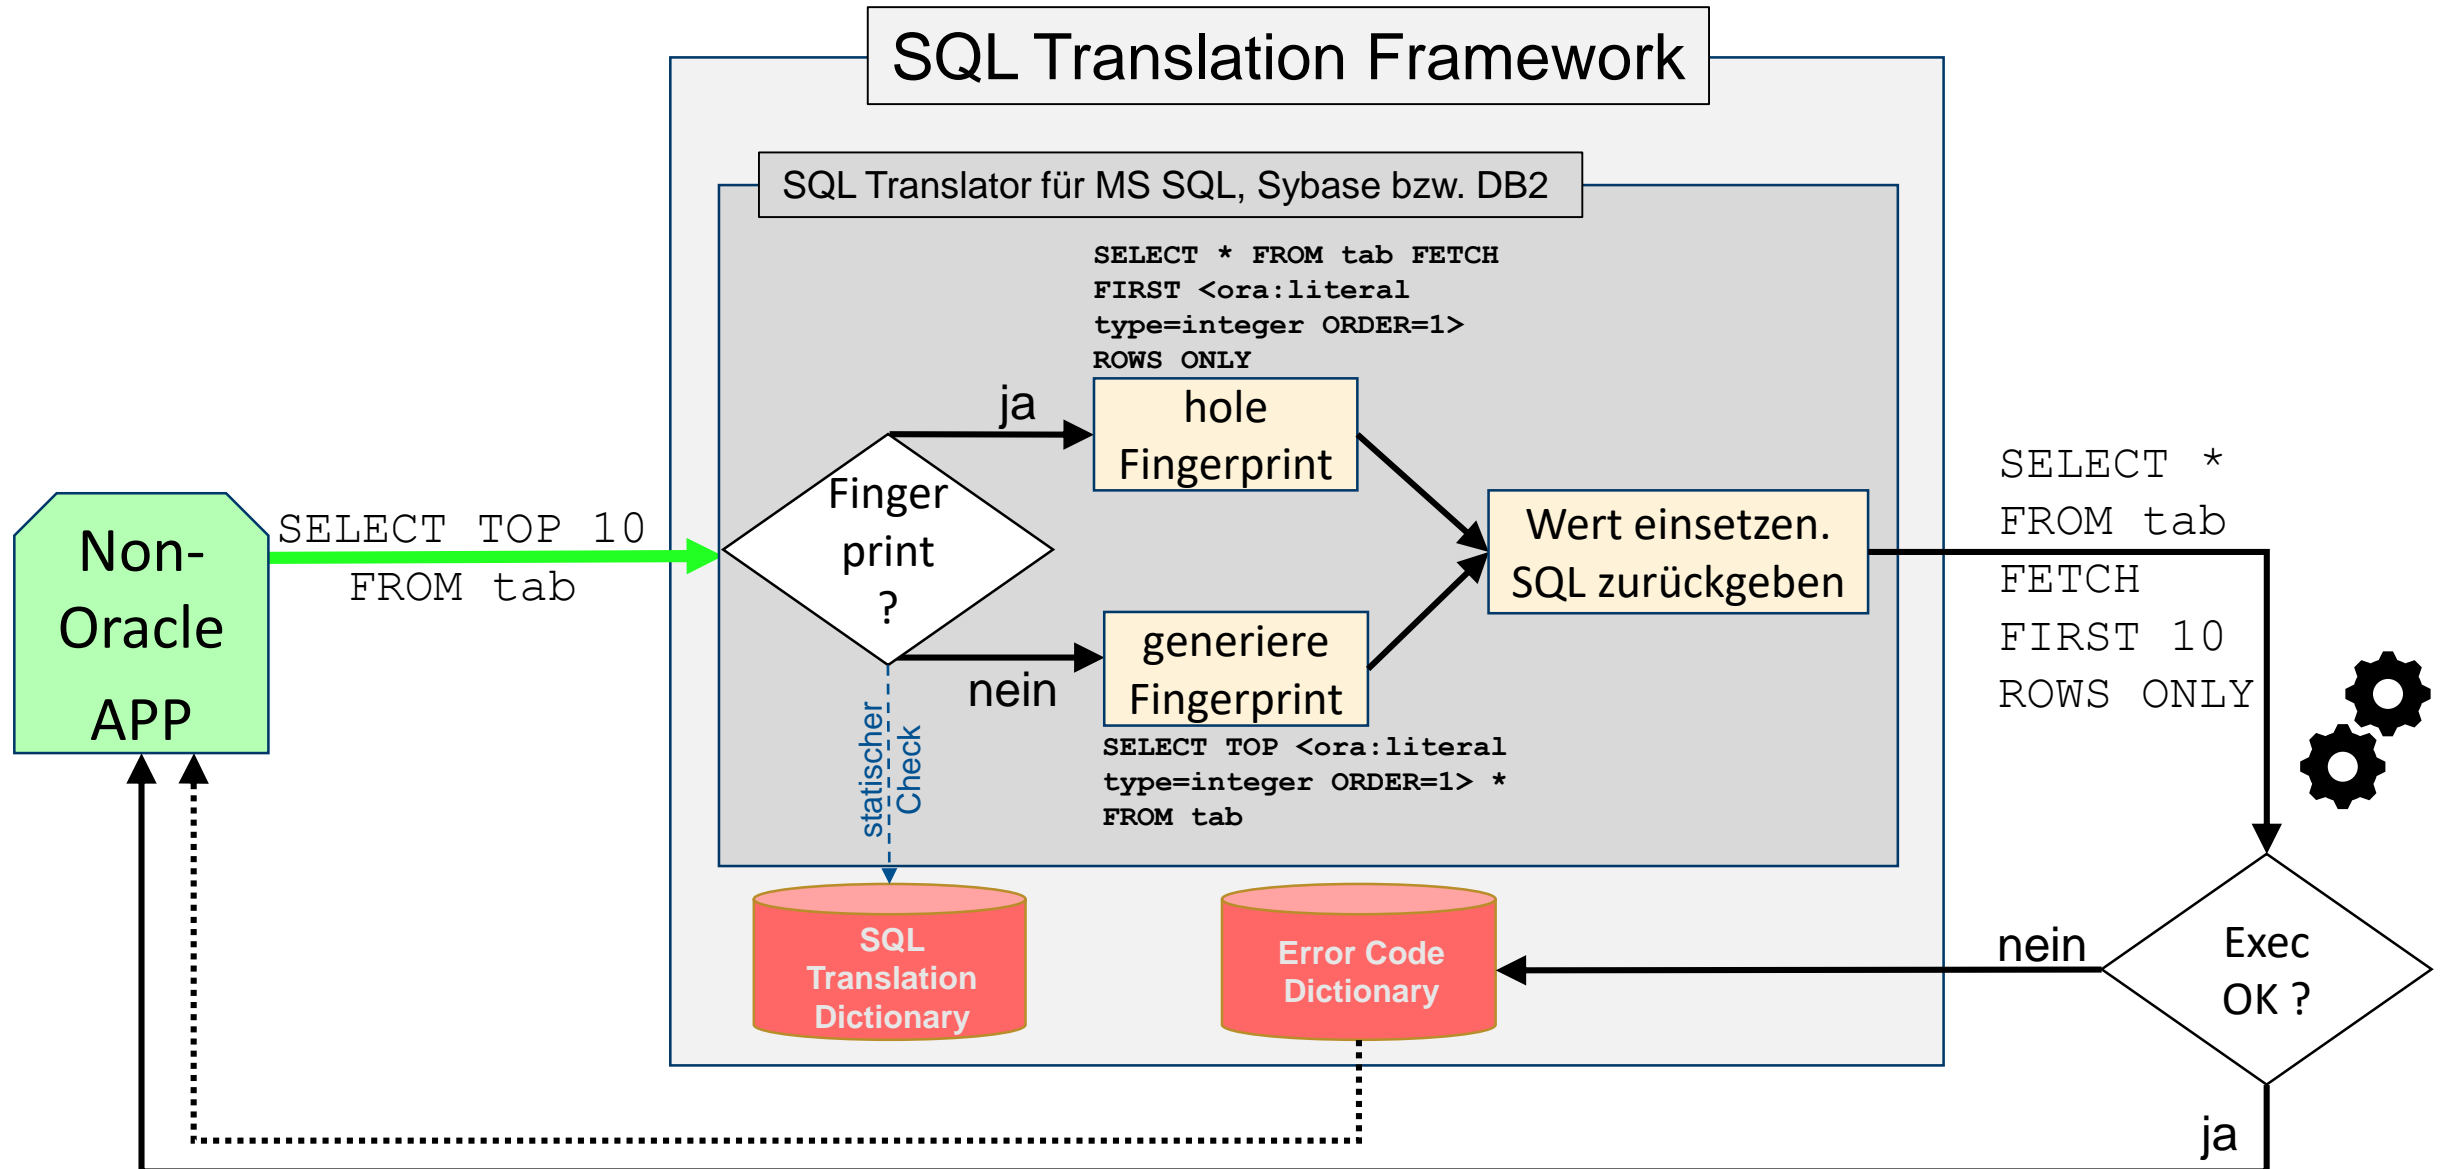 SQL Translation Framework
SQL Translator für MS SQL, Sybase bzw. DB2
SELECT * FROM tab FETCH
FIRST <ora:literal
type=integer ORDER=1>
ROWS ONLY
ja
hole
Fingerprint
Finger
print
?
Non-
Oracle
APP
SELECT TOP 10
FROM tab
Wert einsetzen.
SQL zurückgeben
SELECT *
FROM tab
FETCH
FIRST 10
ROWS ONLY
nein
generiere
Fingerprint
SELECT TOP <ora:literal
type=integer ORDER=1> *
FROM tab
statischer
Check
SQL
Translation
Dictionary
Error Code
Dictionary
nein
Exec
OK ?
ja